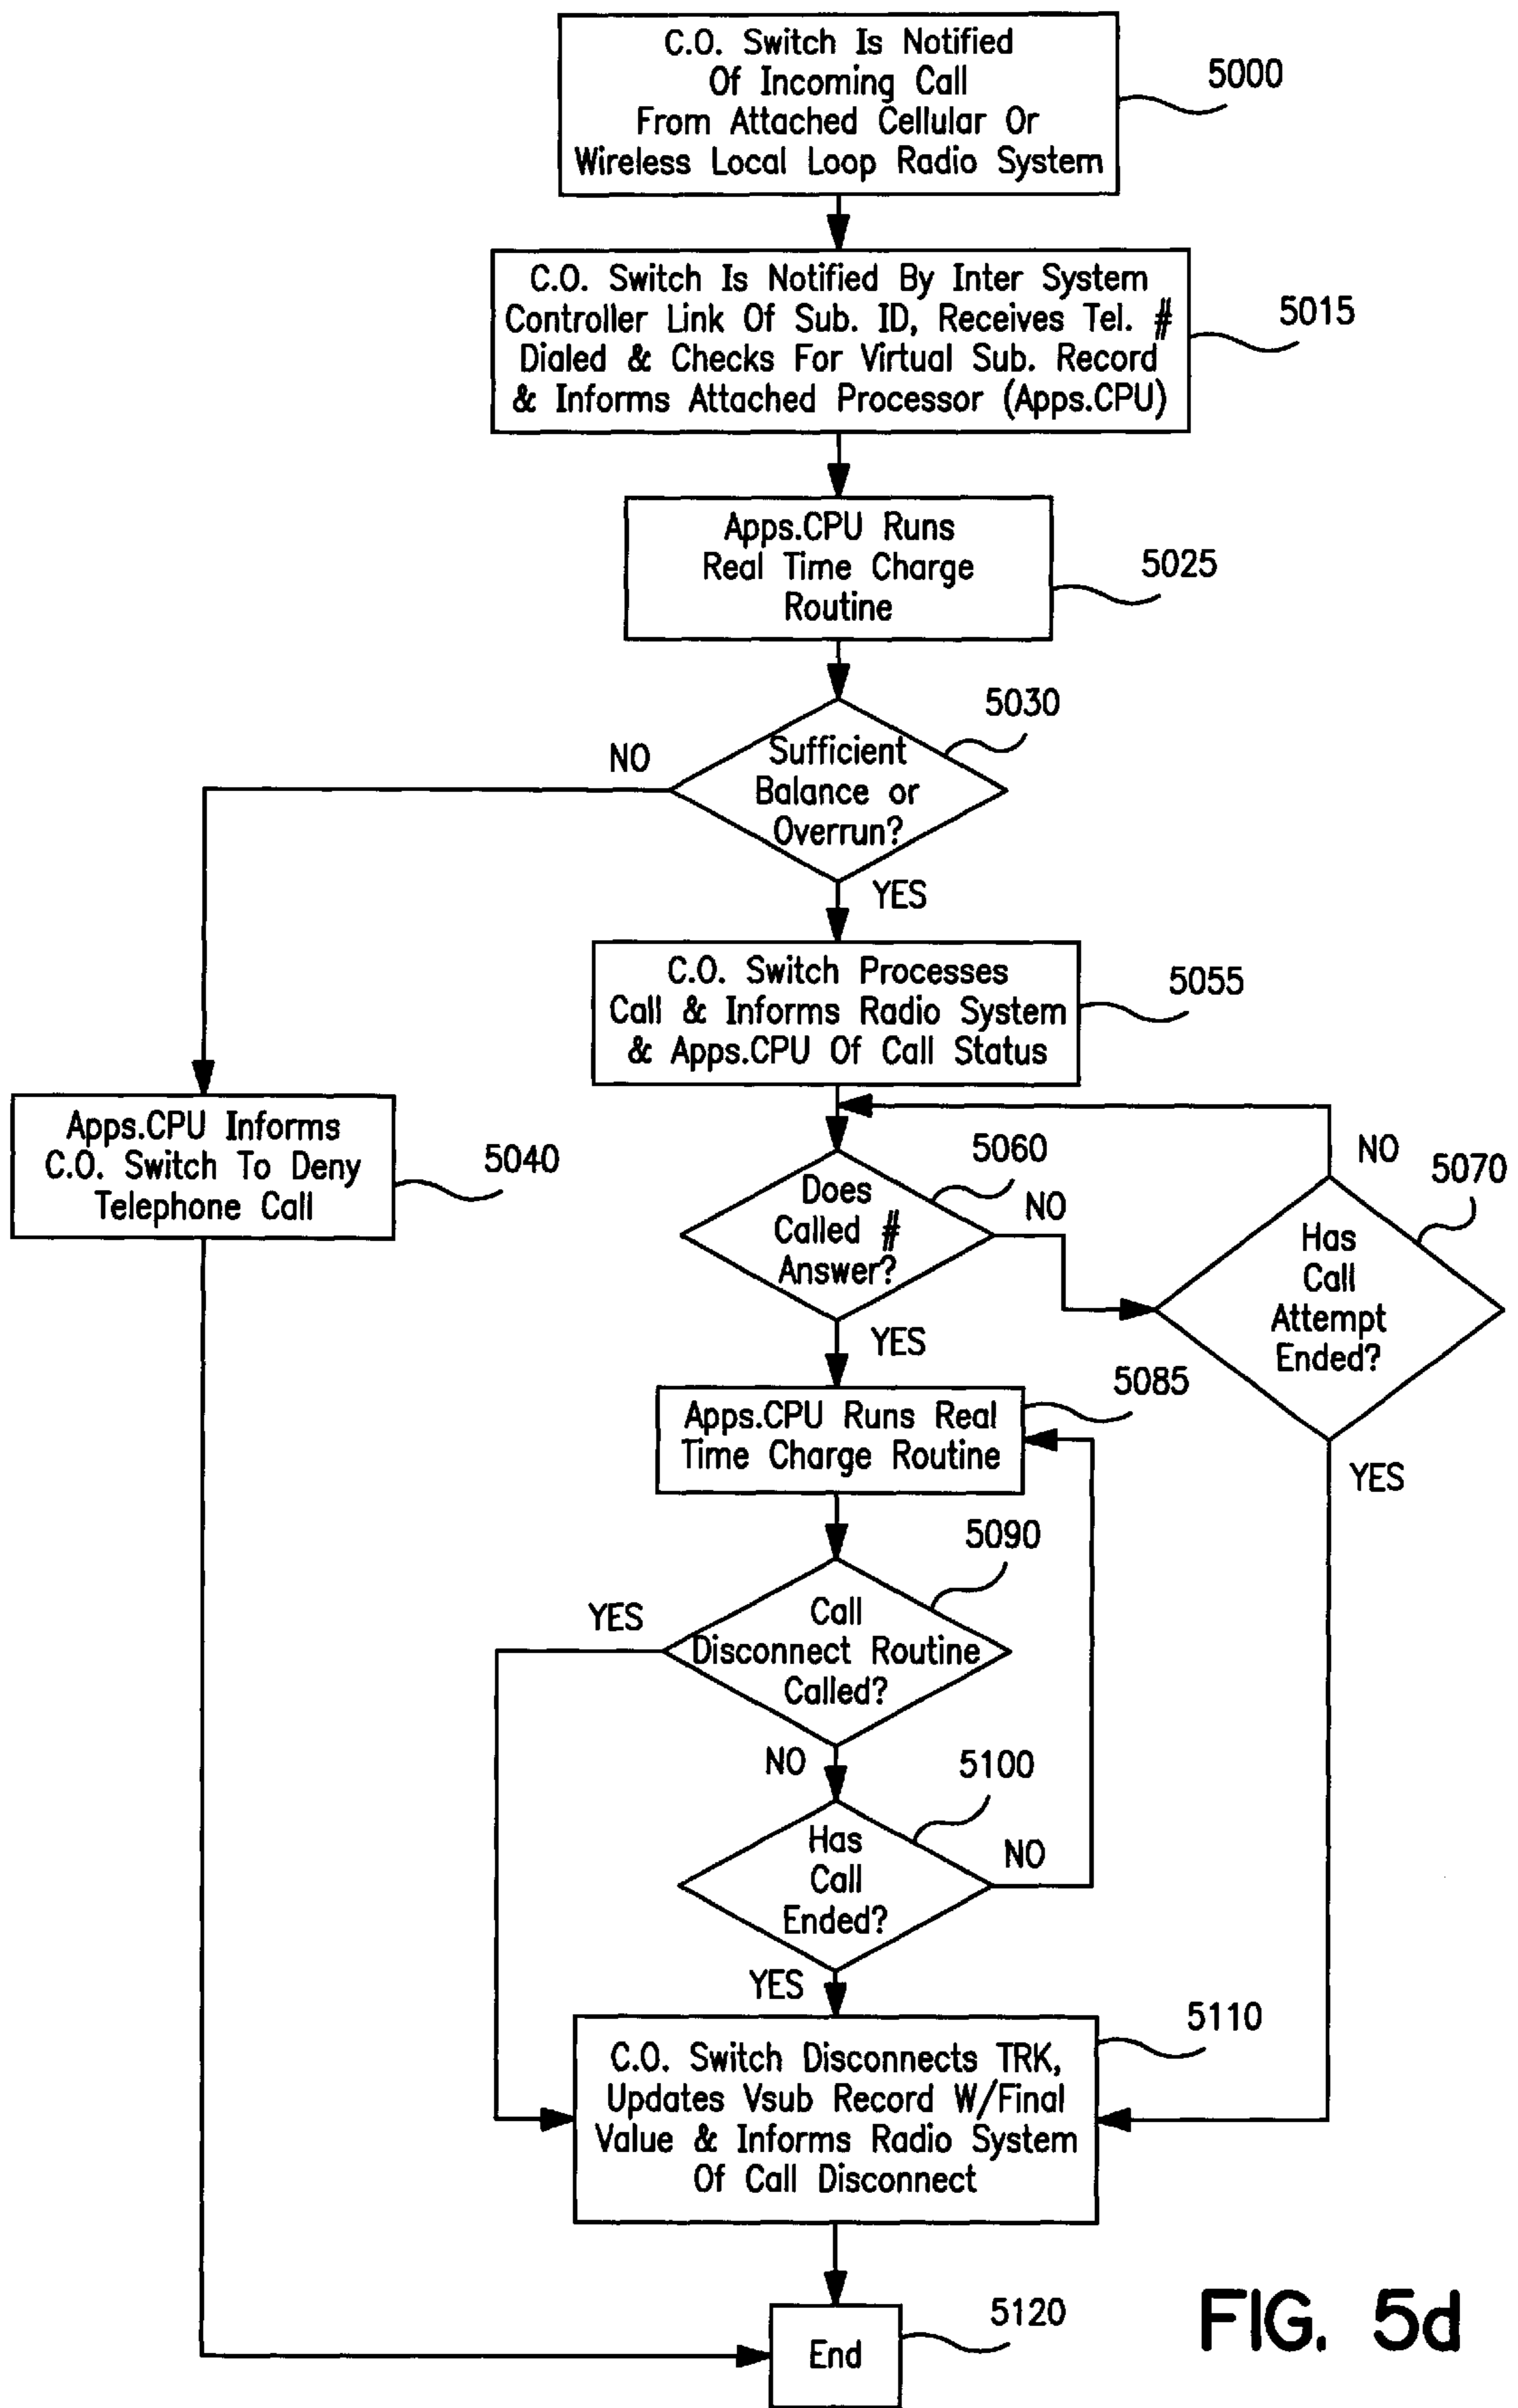 C.O. Switch Is Notified
Of Incoming Call
From Attached Cellular Or
Wireless Local Loop Radio System
5000
C.O. Switch Is Notified By Inter System
Controller Link Of Sub. ID, Receives Tel. #
Dialed & Checks For Virtual Sub. Record
& Informs Attached Processor (Apps.CPU)
5015
Apps.CPU Runs
Real Time Charge
Routine
5025
5030
NO
Sufficient
Balance or
Overrun?
YES
C.O. Switch Processes
Call & Informs Radio System
& Apps.CPU Of Call Status
5055
Apps.CPU Informs
C.O. Switch To Deny
Telephone Call
5040
5060
Does
Called #
Answer?
NO
YES
NO
5070
Has
Call
Attempt
Ended?
YES
Apps.CPU Runs Real
Time Charge Routine
5085
5090
YES
Call
Disconnect Routine
Called?
NO
5100
Has
Call
Ended?
NO
YES
C.O. Switch Disconnects TRK,
Updates Vsub Record W/Final
Value & Informs Radio System
Of Call Disconnect
5110
End
5120
FIG. 5d